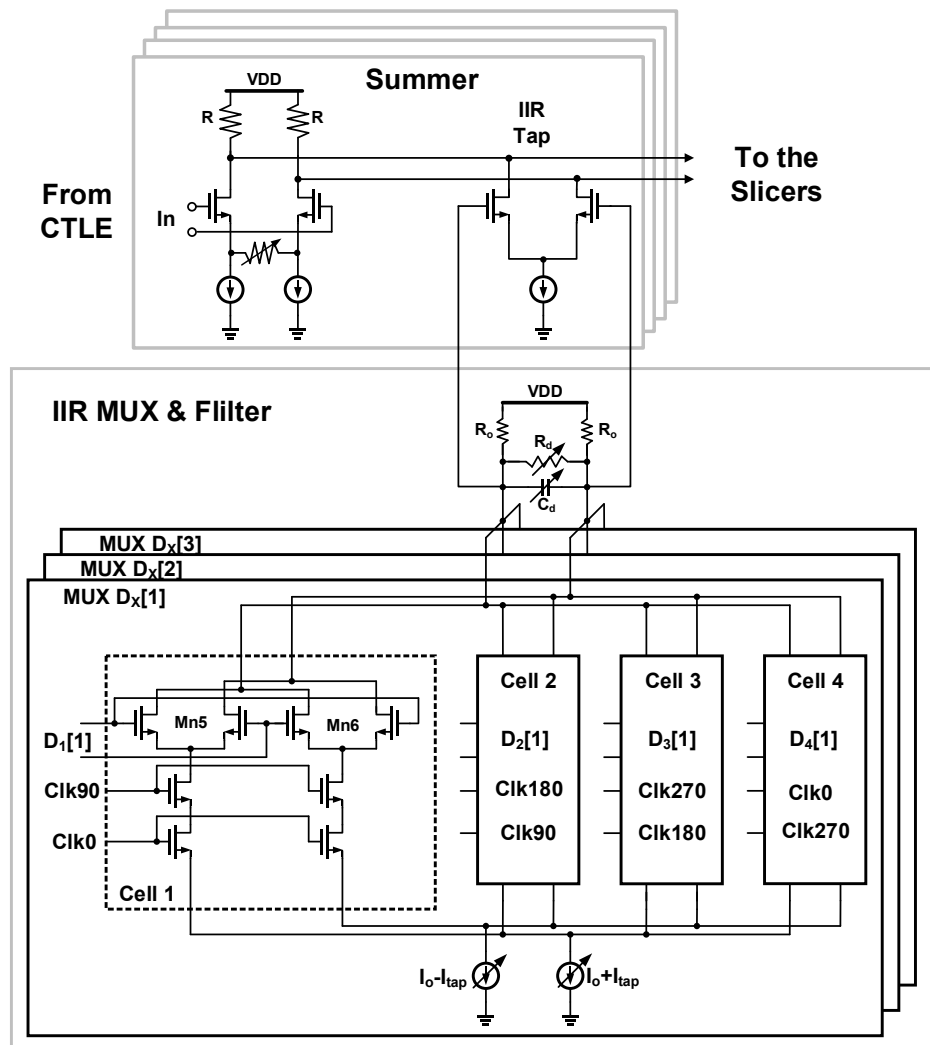 Summer
VDD
R
R
IIR
Tap
From
CTLE
In
To the
Slicers
IIR MUX & Flilter
VDD
Ro
Ro
Rd
Cd
MUX DX[3]
MUX DX[2]
MUX DX[1]
Mn5
Mn6
D1[1]
Clk90
Clk0
Cell 1
Cell 2
D2[1]
Clk180
Clk90
Cell 3
D3[1]
Clk270
Clk180
Cell 4
D4[1]
Clk0
Clk270
Io-Itap
Io+Itap